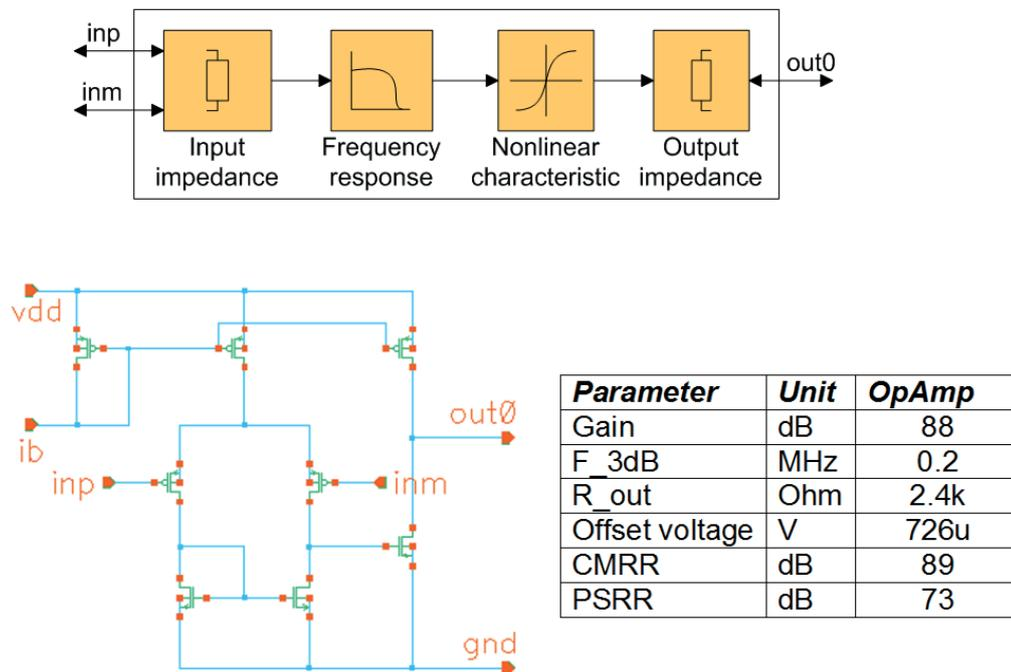 inp
inm
out0
Input
impedance
Frequency
response
Nonlinear
characteristic
Output
impedance
vdd
ib
inp
inm
out0
gnd
Parameter Unit OpAmp
Gain dB 88
F_3dB MHz 0.2
R_out Ohm 2.4k
Offset voltage V 726u
CMRR dB 89
PSRR dB 73